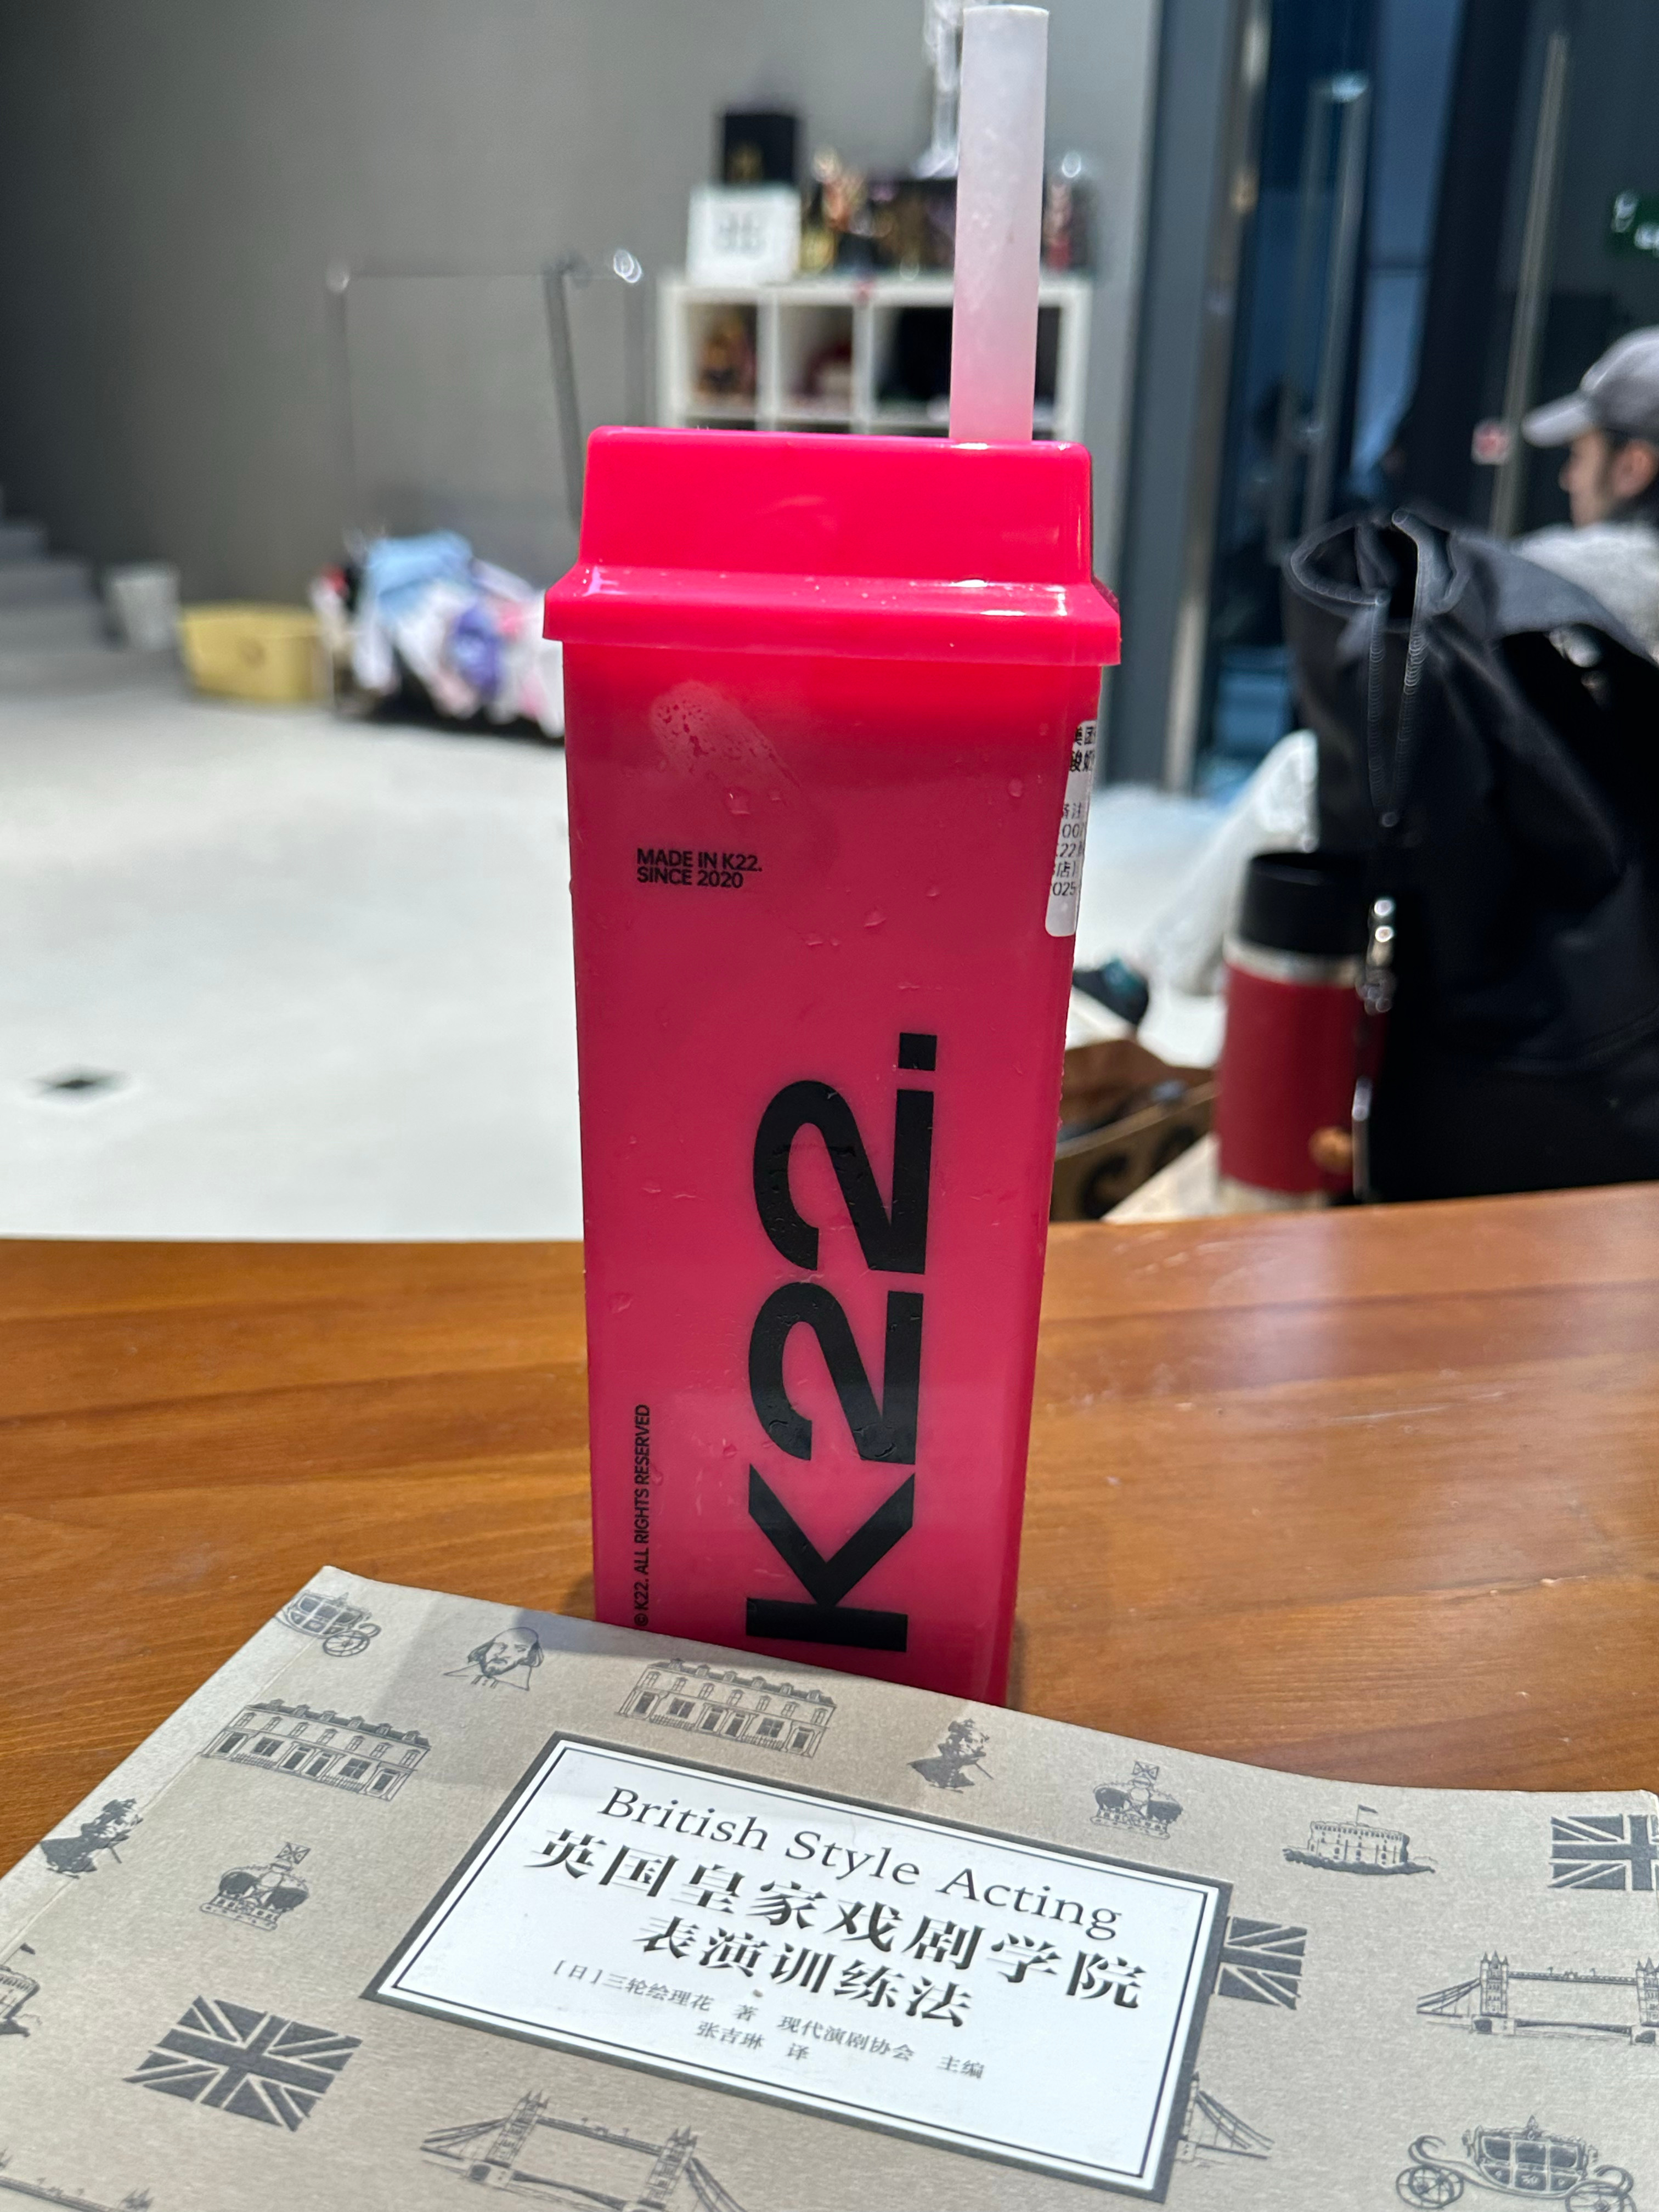 MADE IN K22.
SINCE 2020
K22.
© K22. ALL RIGHTS RESERVED
British Style Acting
英国皇家戏剧学院
表演训练法
[日]三轮绘理花 著 现代演剧协会 主编
张吉琳 译